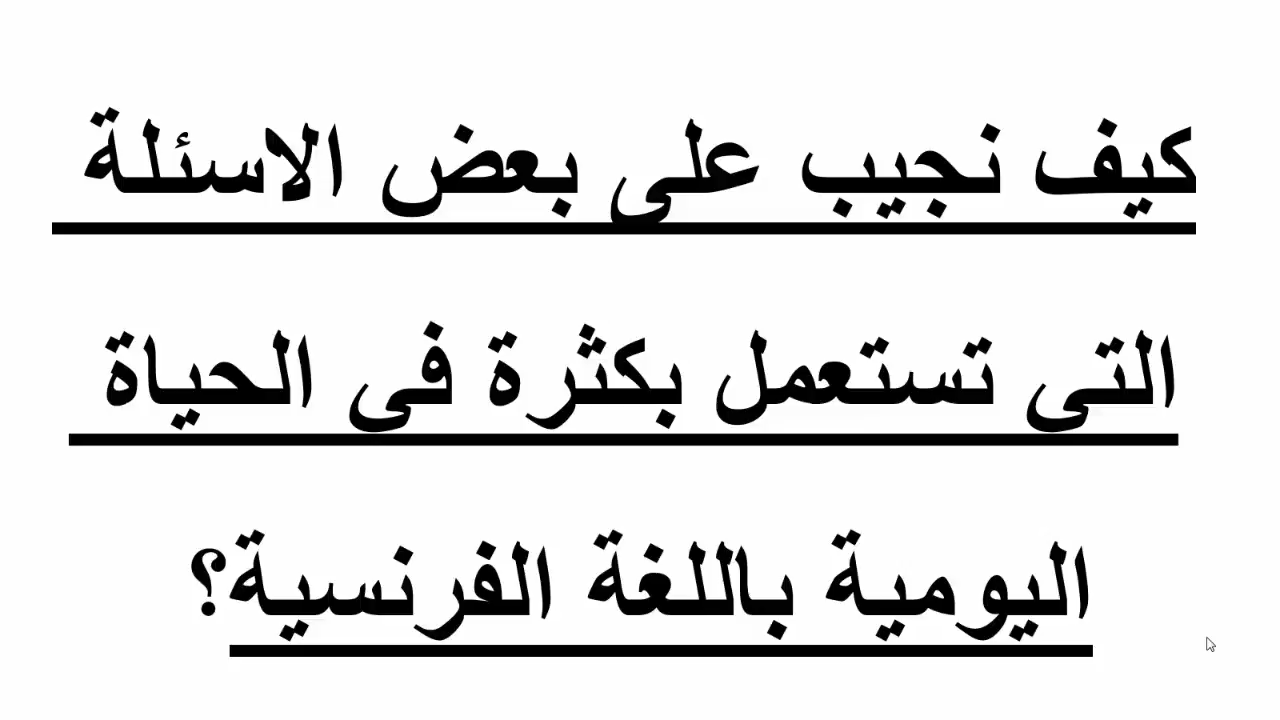 كيف نجيب على بعض الاسئلة
التى تستعمل بكثرة فى الحياة
اليومية باللغة الفرنسية؟